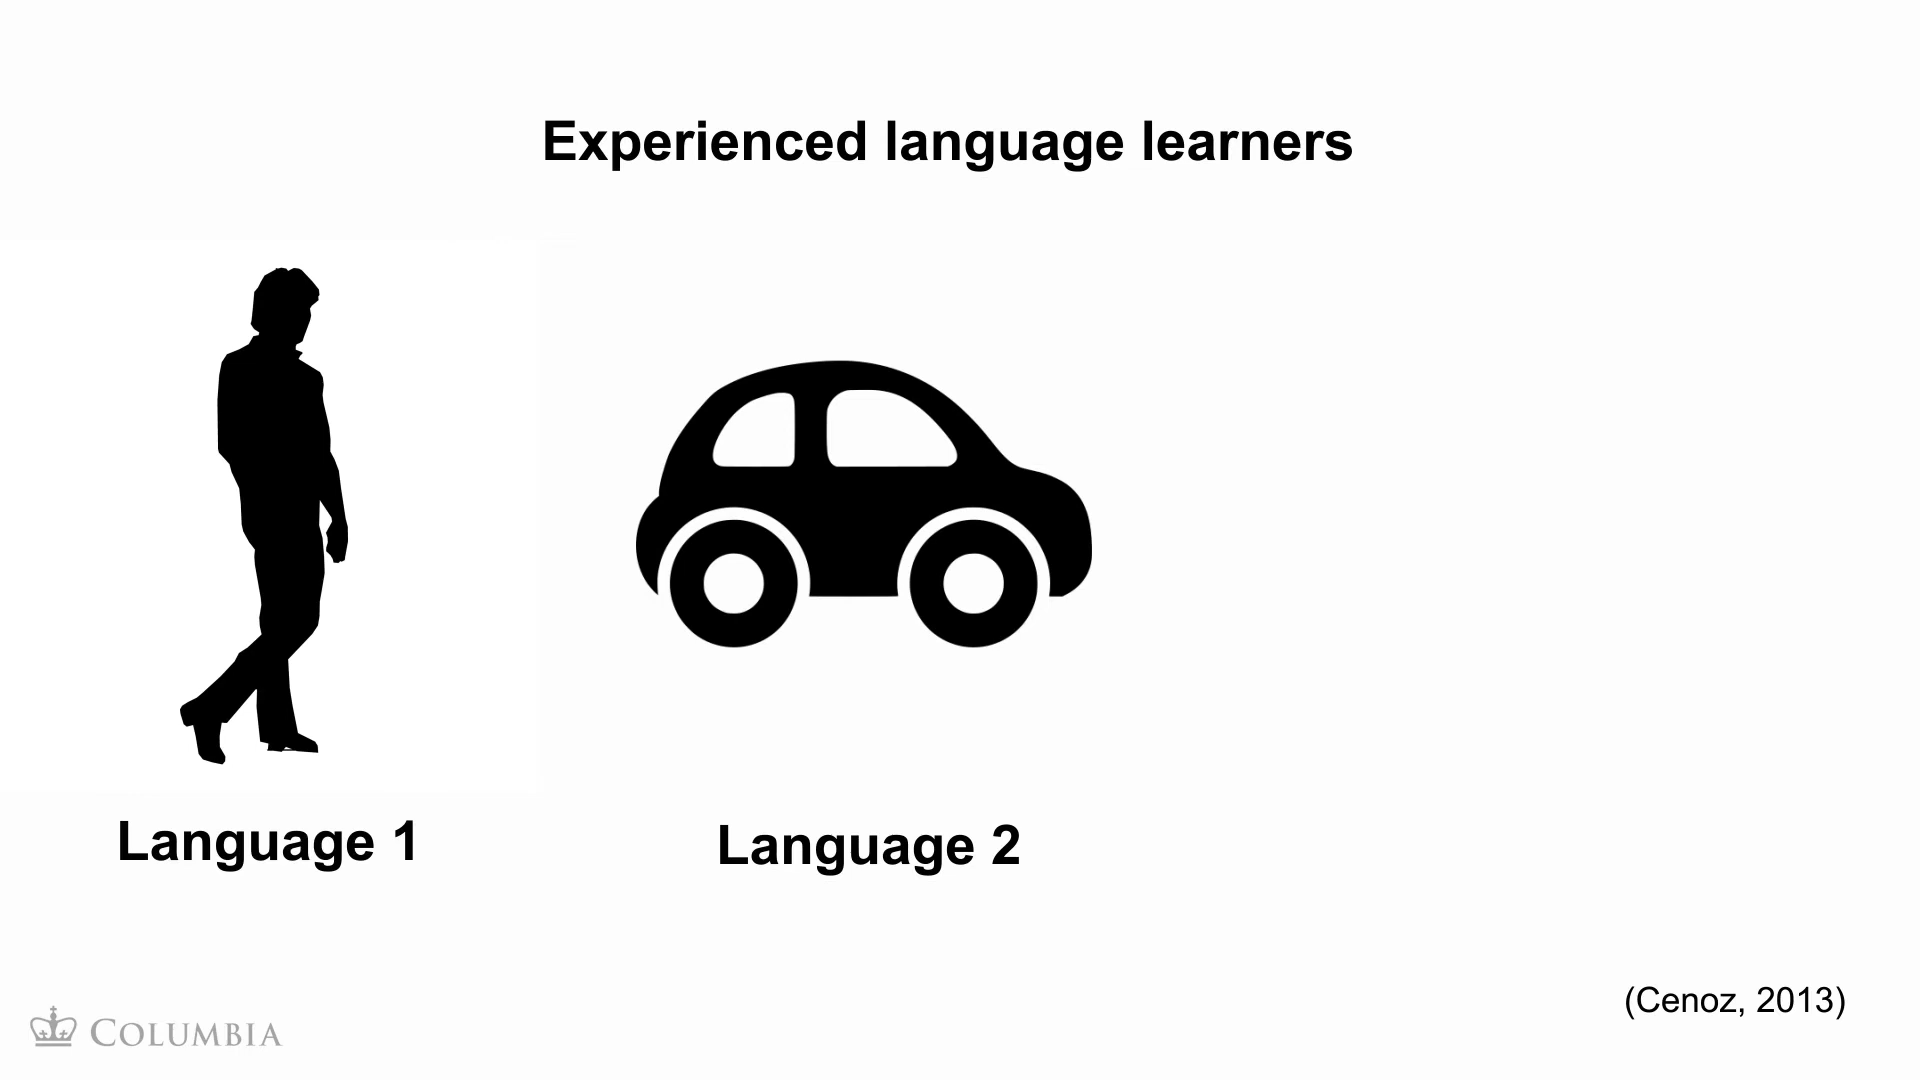 Experienced language learners
Language 1
Language 2
(Cenoz, 2013)
COLUMBIA